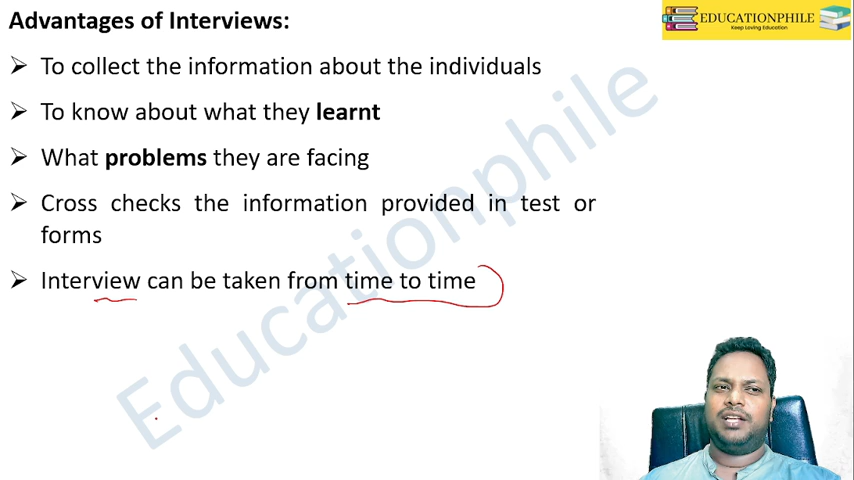 Advantages of Interviews:
EDUCATIONPHILE
Keep Loving Education
➢ To collect the information about the individuals
➢ To know about what they learnt
➢ What problems they are facing
➢ Cross checks the information provided in test or
forms
➢ Interview can be taken from time to time
Educationphile